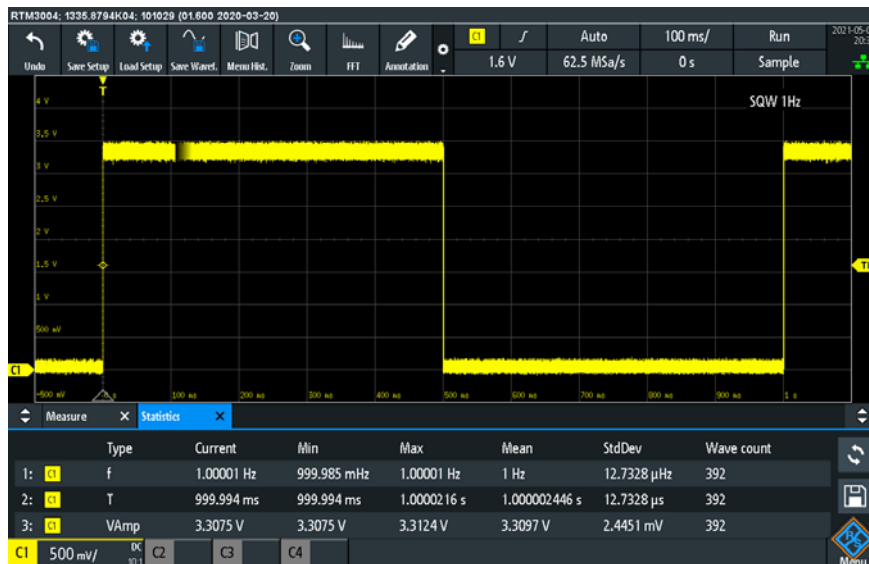 RTM3004; 1335.8794K04; 101029 (01.600 2020-03-20)
C1 Auto 100 ms/ Run
Undo Save Setup Load Setup Save Wavef. Menu Hist. Zoom FFT Annotation 1.6 V 62.5 MSa/s 0 s Sample
T
4 V SQW 1Hz
3.5 V
3 V
2.5 V
2 V
1.5 V
1 V
500 mV
C1
-500 mV 0 s 100 ms 200 ms 300 ms 400 ms 500 ms 600 ms 700 ms 800 ms 900 ms 1 s
Measure X Statistics X
Type Current Min Max Mean StdDev Wave count
1: C1 f 1.00001 Hz 999.985 mHz 1.00001 Hz 1 Hz 12.7328 µHz 392
2: C1 T 999.994 ms 999.994 ms 1.0000216 s 1.000002446 s 12.7328 µs 392
3: C1 VAmp 3.3075 V 3.3075 V 3.3124 V 3.3097 V 2.4451 mV 392
C1 500 mV/ DC 10:1 C2 C3 C4 Menu